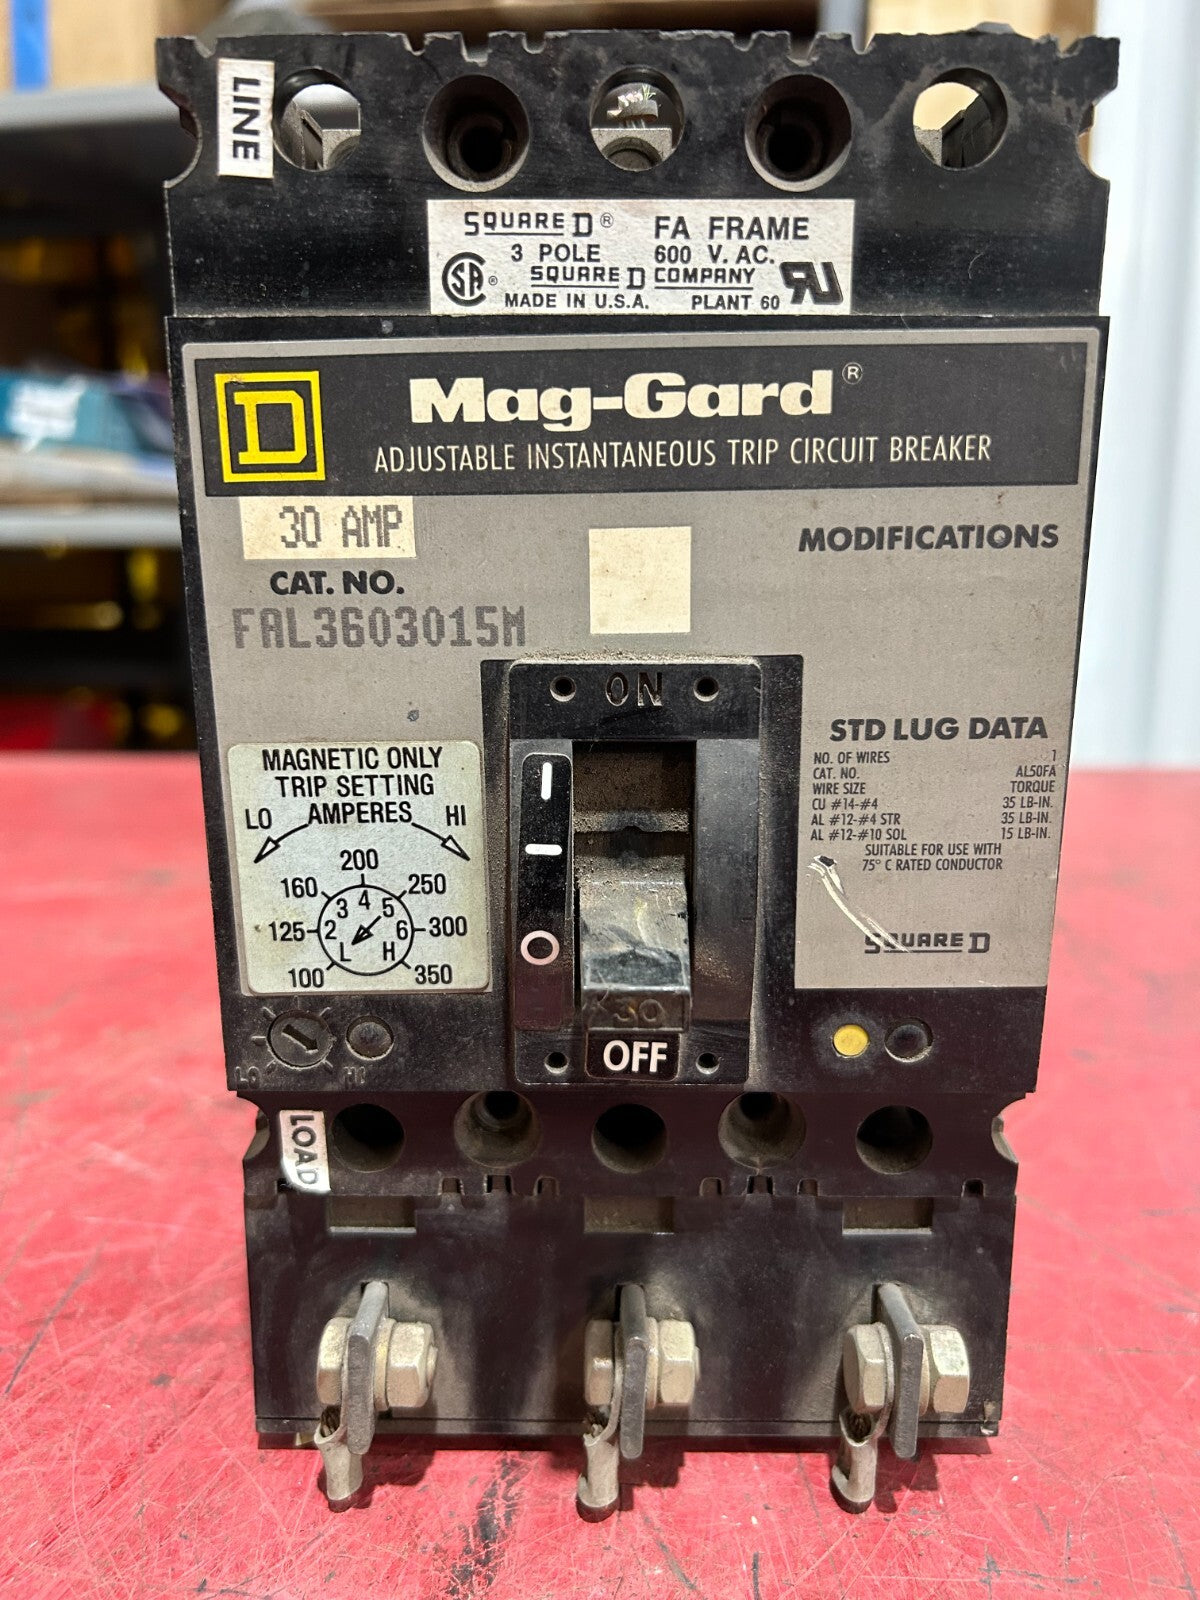 LINE
SQUARE D® FA FRAME
3 POLE 600 V. AC.
SQUARE D COMPANY
MADE IN U.S.A. PLANT 60
D
Mag-Gard®
ADJUSTABLE INSTANTANEOUS TRIP CIRCUIT BREAKER
30 AMP
CAT. NO.
FAL3603015M
MODIFICATIONS
ON
MAGNETIC ONLY
TRIP SETTING
AMPERES
LO HI
200
160 250
125 300
100 350
3 4 5
2 6
L H
STD LUG DATA
NO. OF WIRES 1
CAT. NO. AL50FA
WIRE SIZE TORQUE
CU #14-#4 35 LB-IN.
AL #12-#4 STR 35 LB-IN.
AL #12-#10 SOL 15 LB-IN.
SUITABLE FOR USE WITH
75° C RATED CONDUCTOR
SQUARE D
30
OFF
LO HI
LOAD